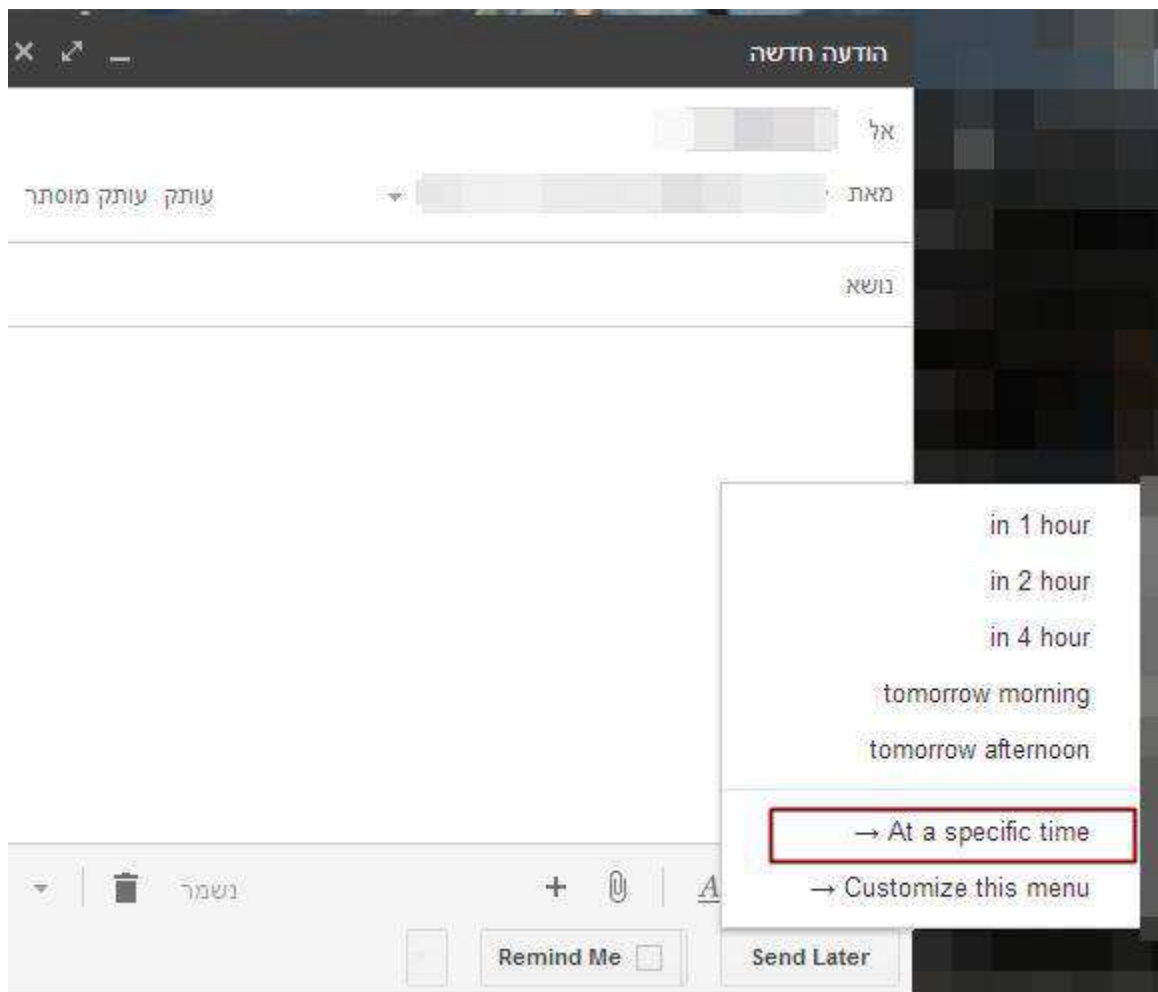 הודעה חדשה
אל
מאת
עותק עותק מוסתר
נושא
in 1 hour
in 2 hour
in 4 hour
tomorrow morning
tomorrow afternoon
→ At a specific time
→ Customize this menu
A נשמר
Send Later Remind Me